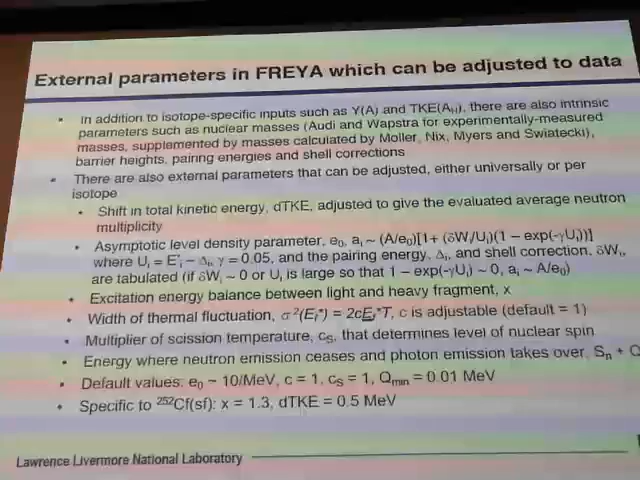 External parameters in FREYA which can be adjusted to data
• In addition to isotope-specific inputs such as Y(A) and TKE(A_H), there are also intrinsic
parameters such as nuclear masses (Audi and Wapstra for experimentally-measured
masses, supplemented by masses calculated by Moller, Nix, Myers and Swiatecki),
barrier heights, pairing energies and shell corrections
• There are also external parameters that can be adjusted, either universally or per
isotope
• Shift in total kinetic energy, dTKE, adjusted to give the evaluated average neutron
multiplicity
• Asymptotic level density parameter, e₀, aᵢ ~ (A/e₀)[1+ (δWᵢ/Uᵢ)(1 − exp(-γUᵢ))]
where Uᵢ = E*ᵢ − Δᵢ, γ = 0.05, and the pairing energy, Δᵢ, and shell correction, δWᵢ,
are tabulated (if δWᵢ ~ 0 or Uᵢ is large so that 1 − exp(-γUᵢ) ~ 0, aᵢ ~ A/e₀)
• Excitation energy balance between light and heavy fragment, x
• Width of thermal fluctuation, σ²(E_f*) = 2cE_f*T, c is adjustable (default = 1)
• Multiplier of scission temperature, c_S, that determines level of nuclear spin
• Energy where neutron emission ceases and photon emission takes over, Sₙ + Q
• Default values: e₀ ~ 10/MeV, c = 1, c_S = 1, Q_min = 0.01 MeV
• Specific to ²⁵²Cf(sf): x = 1.3, dTKE = 0.5 MeV
Lawrence Livermore National Laboratory